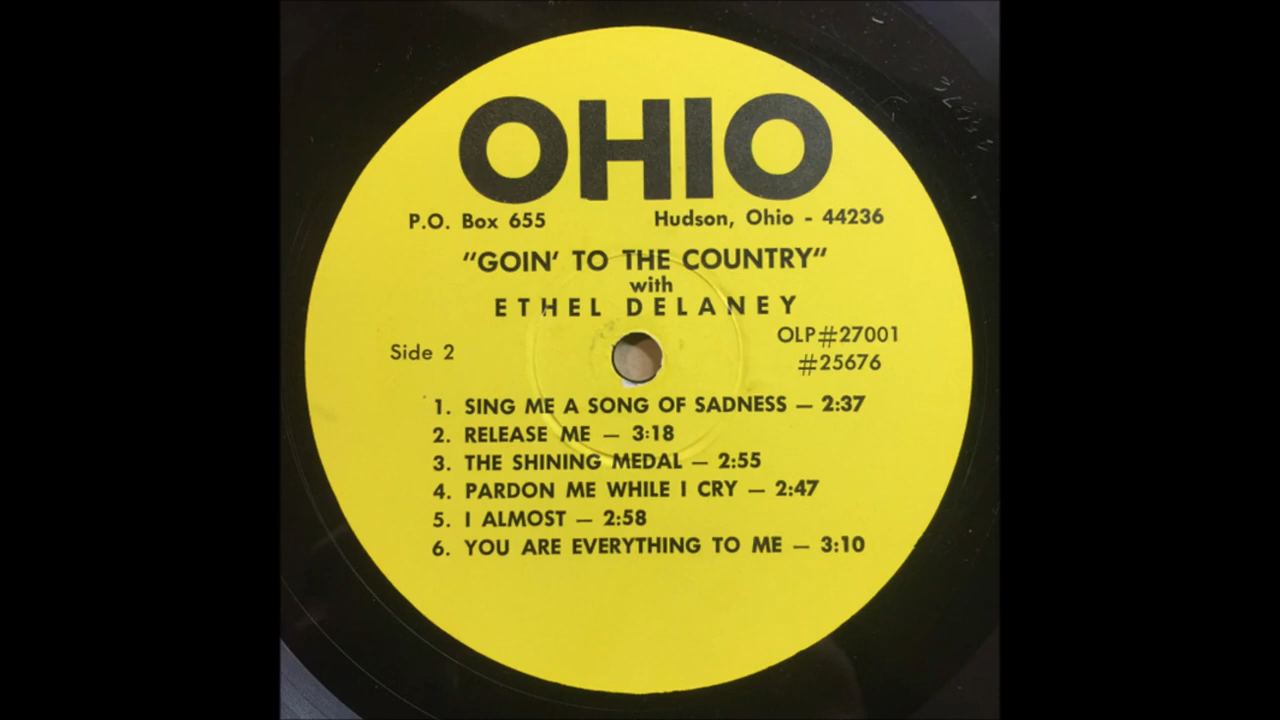 OHIO
P.O. Box 655 Hudson, Ohio - 44236
"GOIN' TO THE COUNTRY"
with
ETHEL DELANEY
Side 2
OLP#27001
#25676
1. SING ME A SONG OF SADNESS — 2:37
2. RELEASE ME — 3:18
3. THE SHINING MEDAL — 2:55
4. PARDON ME WHILE I CRY — 2:47
5. I ALMOST — 2:58
6. YOU ARE EVERYTHING TO ME — 3:10